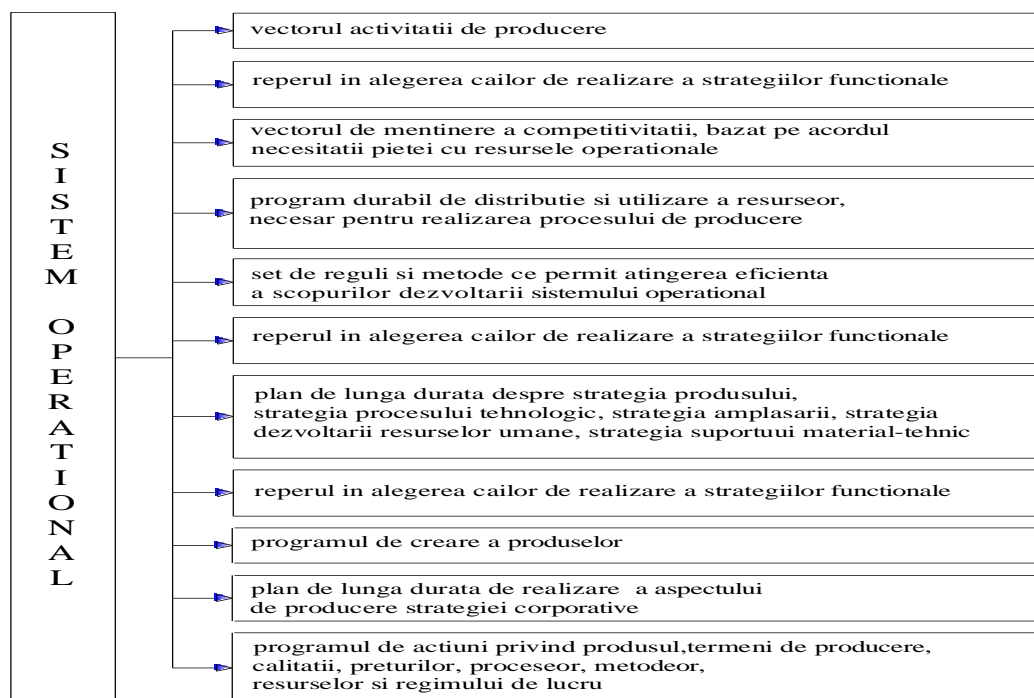 SISTEM OPERATIONAL
vectorul activitatii de producere
reperul in alegerea cailor de realizare a strategiilor functionale
vectorul de mentinere a competitivitatii, bazat pe acordul
necesitatii pietei cu resursele operationale
program durabil de distributie si utilizare a resurseor,
necesar pentru realizarea procesului de producere
set de reguli si metode ce permit atingerea eficienta
a scopurilor dezvoltarii sistemului operational
reperul in alegerea cailor de realizare a strategiilor functionale
plan de lunga durata despre strategia produsului,
strategia procesului tehnologic, strategia amplasarii, strategia
dezvoltarii resurselor umane, strategia suportuui material-tehnic
reperul in alegerea cailor de realizare a strategiilor functionale
programul de creare a produselor
plan de lunga durata de realizare a aspectului
de producere strategiei corporative
programul de actiuni privind produsul,termeni de producere,
calitatii, preturilor, proceseor, metodeor,
resurselor si regimului de lucru